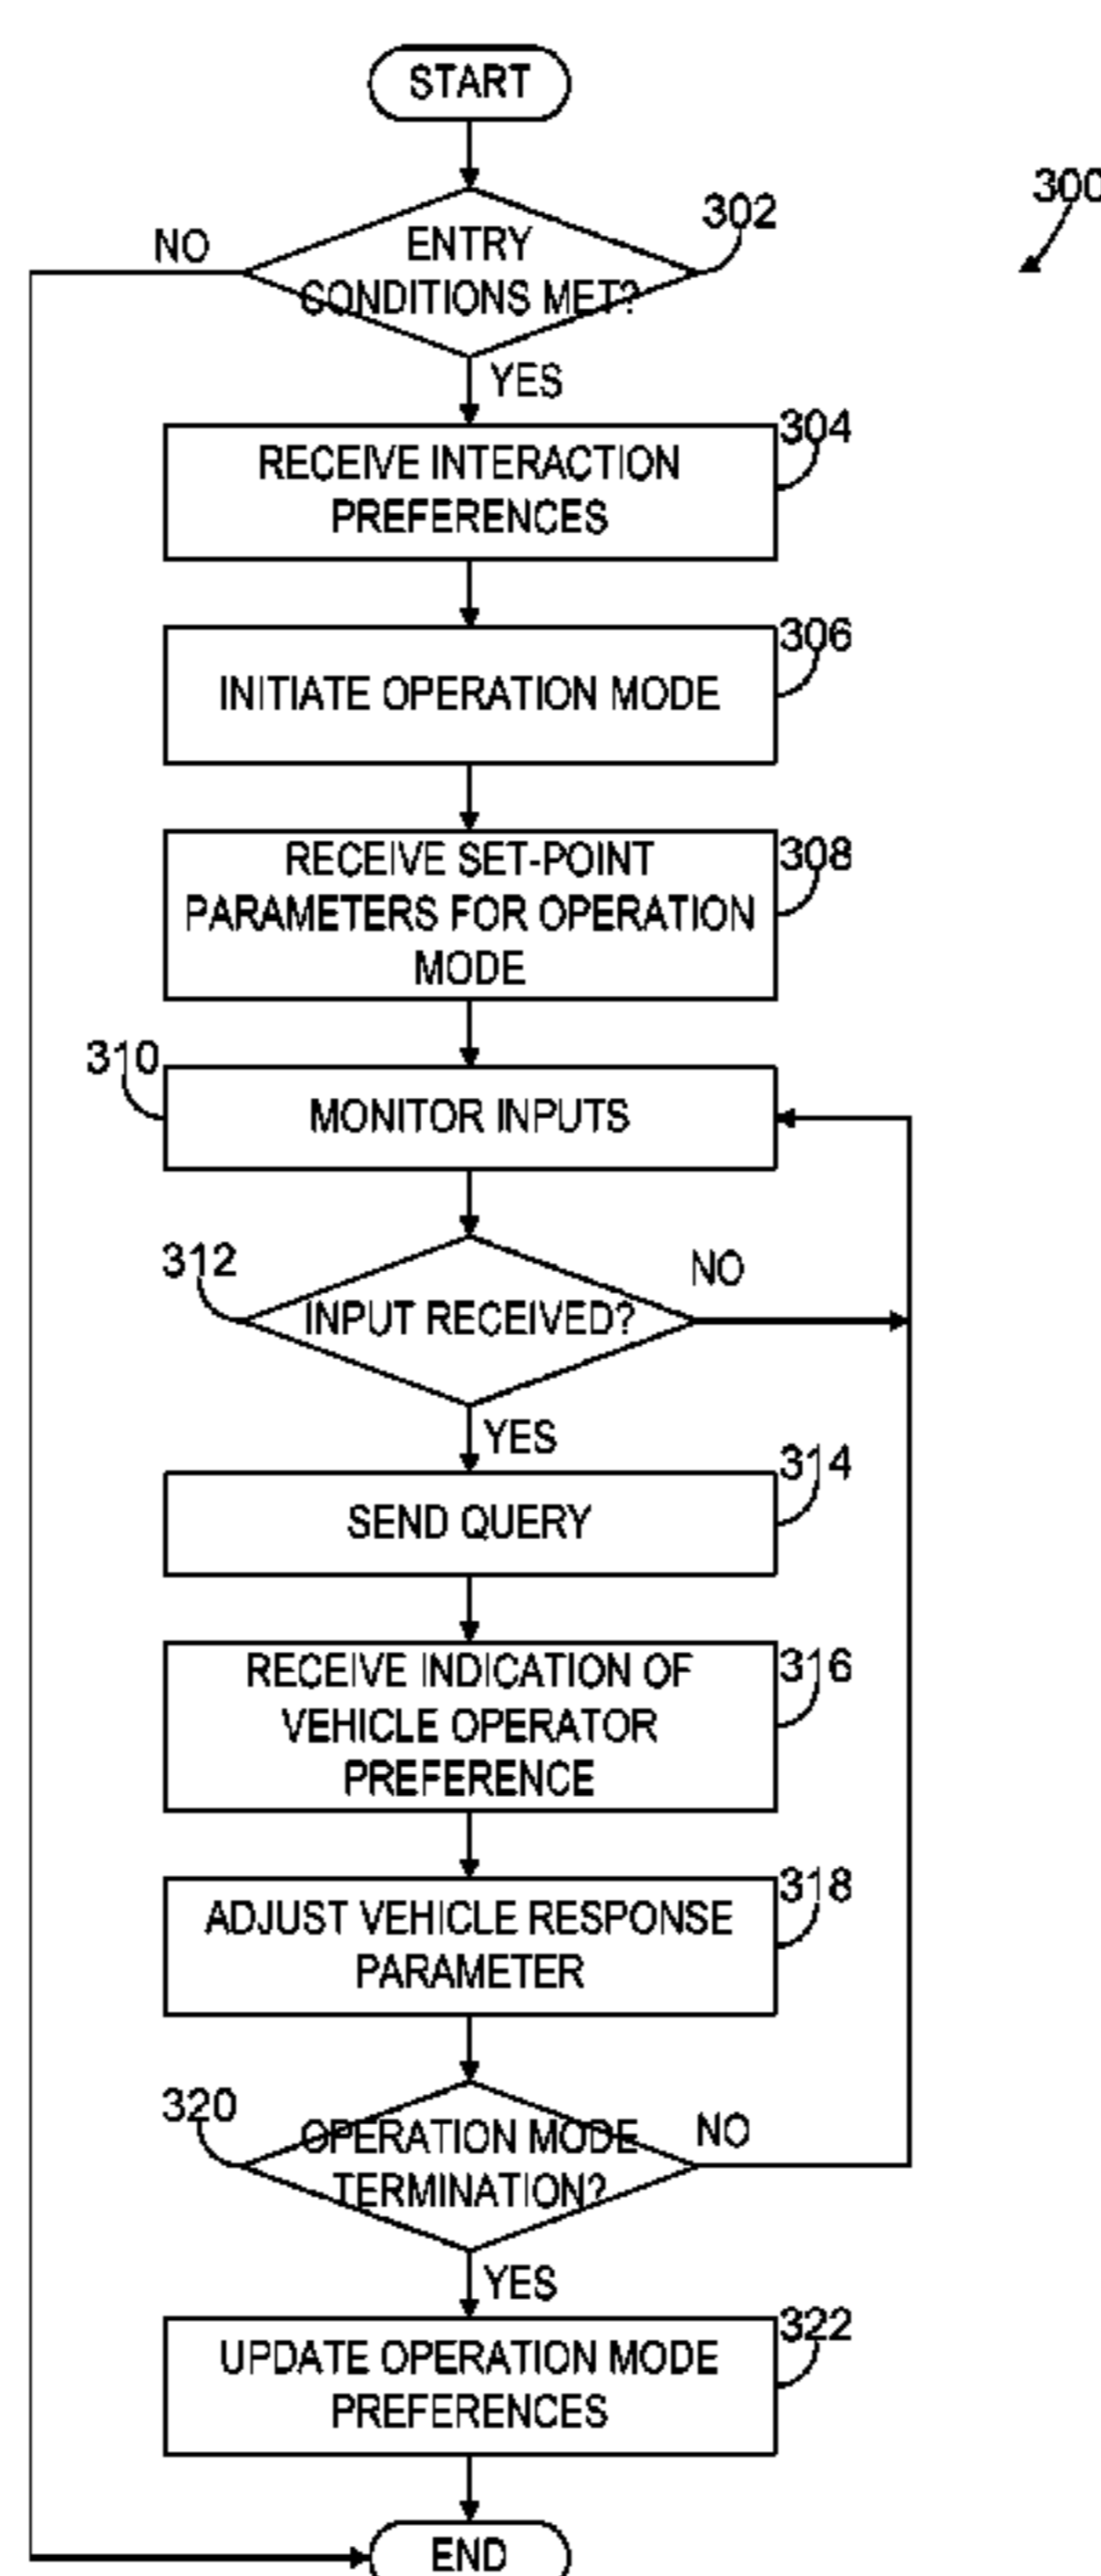 START
300
302
NO
ENTRY
CONDITIONS MET?
YES
304
RECEIVE INTERACTION
PREFERENCES
306
INITIATE OPERATION MODE
308
RECEIVE SET-POINT
PARAMETERS FOR OPERATION
MODE
310
MONITOR INPUTS
312
NO
INPUT RECEIVED?
YES
314
SEND QUERY
316
RECEIVE INDICATION OF
VEHICLE OPERATOR
PREFERENCE
318
ADJUST VEHICLE RESPONSE
PARAMETER
320
NO
OPERATION MODE
TERMINATION?
YES
322
UPDATE OPERATION MODE
PREFERENCES
END